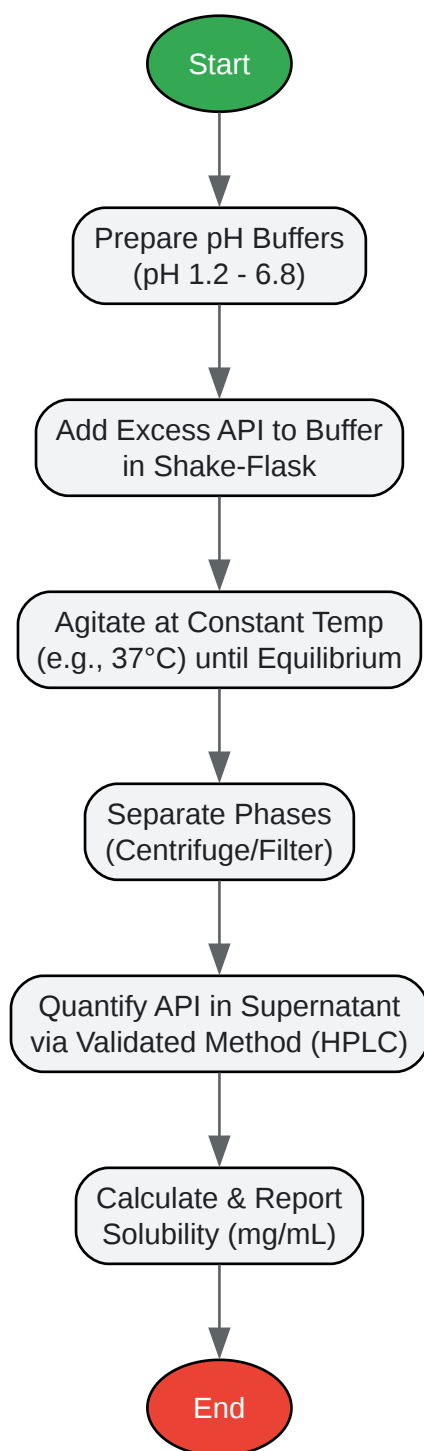 Start
Prepare pH Buffers
(pH 1.2 - 6.8)
Add Excess API to Buffer
in Shake-Flask
Agitate at Constant Temp
(e.g., 37°C) until Equilibrium
Separate Phases
(Centrifuge/Filter)
Quantify API in Supernatant
via Validated Method (HPLC)
Calculate & Report
Solubility (mg/mL)
End